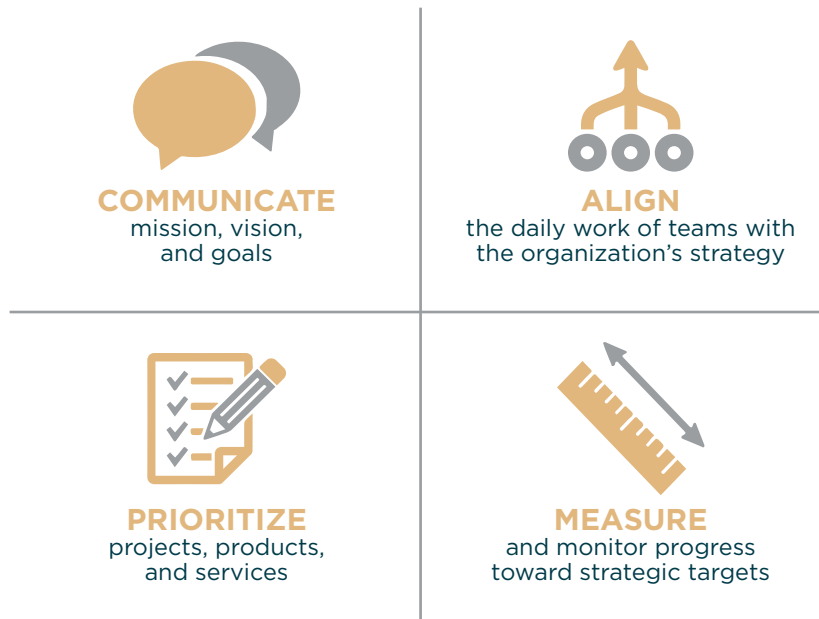 COMMUNICATE
mission, vision,
and goals
ALIGN
the daily work of teams with
the organization’s strategy
PRIORITIZE
projects, products,
and services
MEASURE
and monitor progress
toward strategic targets